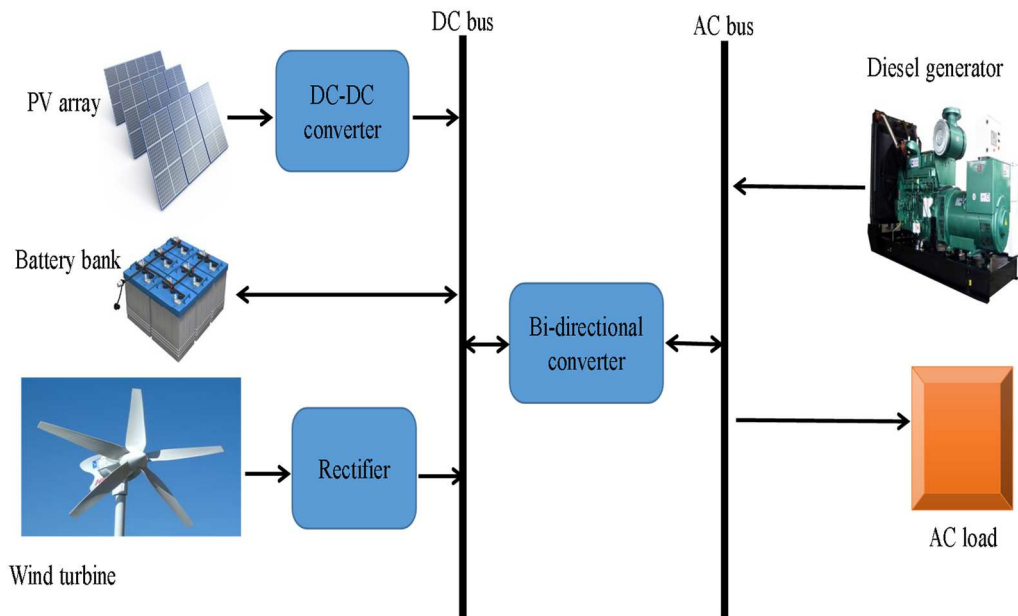 DC bus
AC bus
Diesel generator
PV array
DC-DC
converter
Battery bank
Bi-directional
converter
Rectifier
Wind turbine
AC load